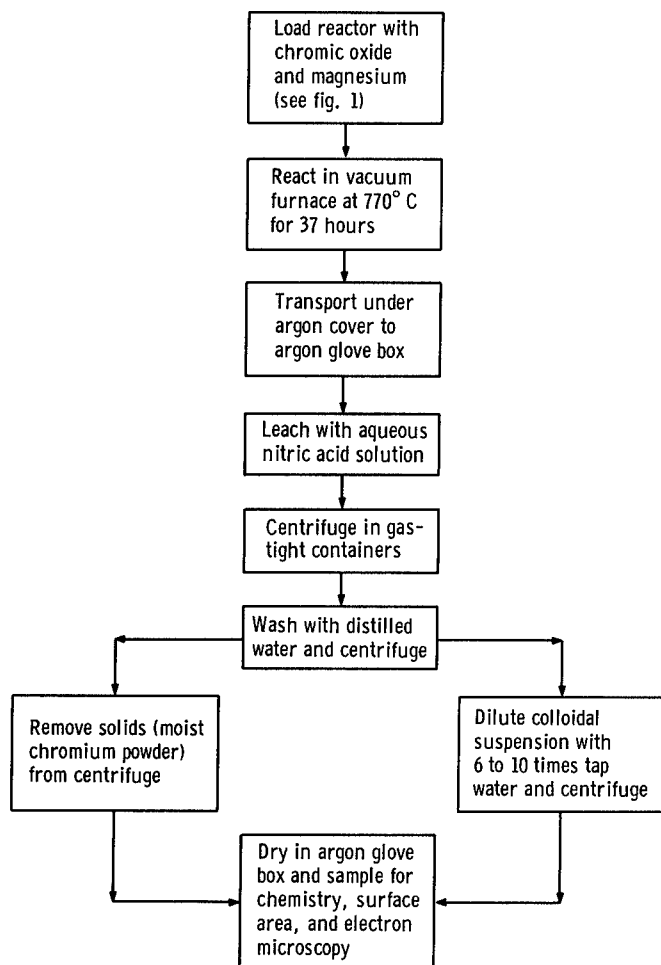 Load reactor with
chromic oxide
and magnesium
(see fig. 1)
React in vacuum
furnace at 770° C
for 37 hours
Transport under
argon cover to
argon glove box
Leach with aqueous
nitric acid solution
Centrifuge in gas-
tight containers
Wash with distilled
water and centrifuge
Remove solids (moist
chromium powder)
from centrifuge
Dilute colloidal
suspension with
6 to 10 times tap
water and centrifuge
Dry in argon glove
box and sample for
chemistry, surface
area, and electron
microscopy